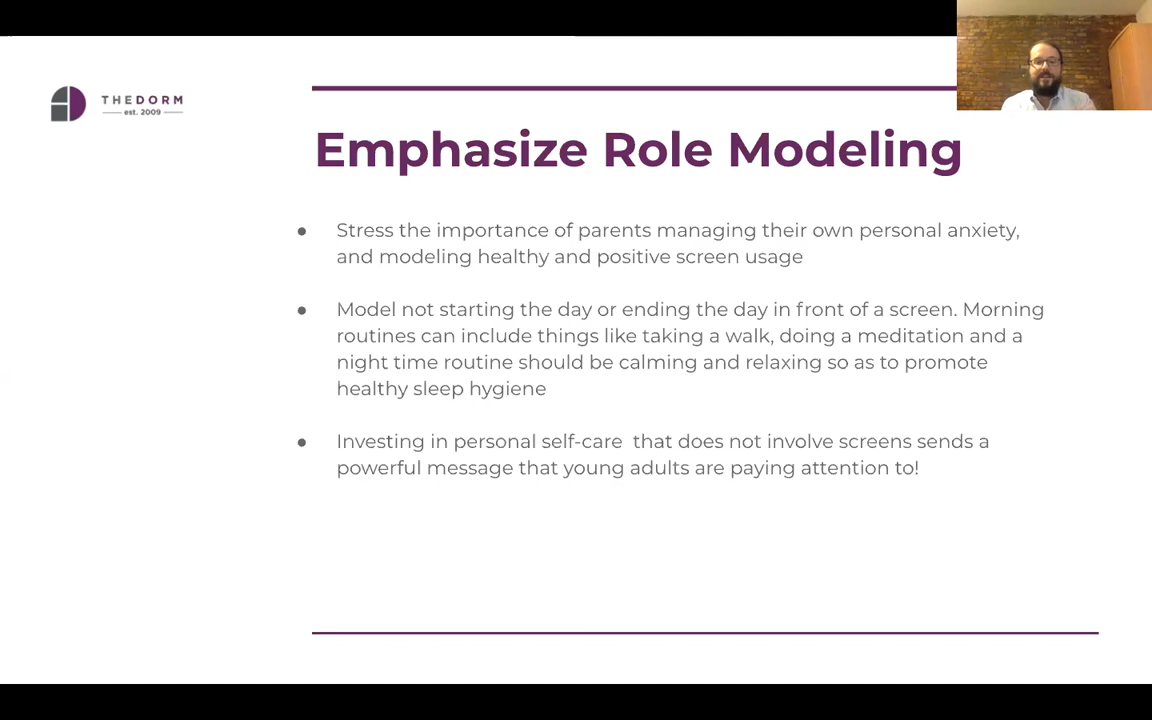 THEDORM
est. 2009
Emphasize Role Modeling
● Stress the importance of parents managing their own personal anxiety,
and modeling healthy and positive screen usage
● Model not starting the day or ending the day in front of a screen. Morning
routines can include things like taking a walk, doing a meditation and a
night time routine should be calming and relaxing so as to promote
healthy sleep hygiene
● Investing in personal self-care  that does not involve screens sends a
powerful message that young adults are paying attention to!